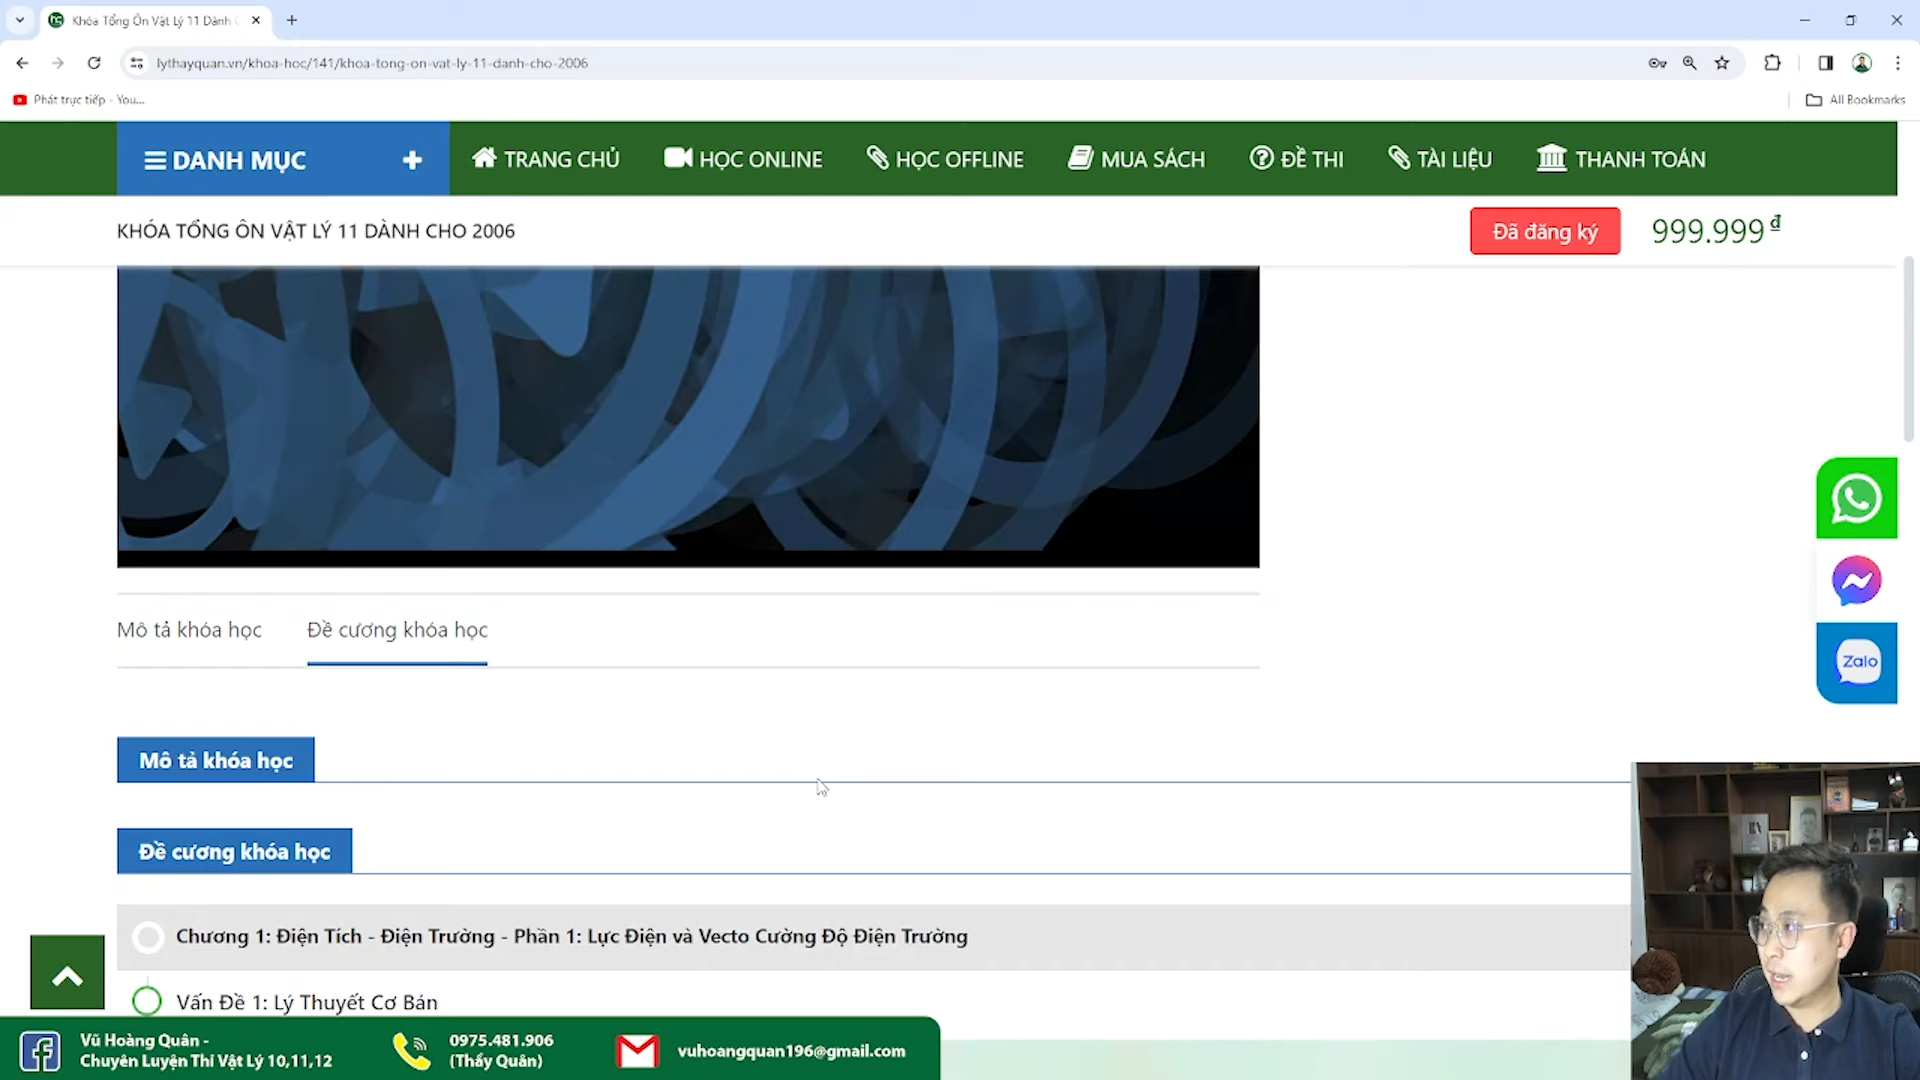 Khóa Tổng Ôn Vật Lý 11 Dành C
lythayquan.vn/khoa-hoc/141/khoa-tong-on-vat-ly-11-danh-cho-2006
Phát trực tiếp - You...
All Bookmarks
DANH MỤC
TRANG CHỦ
HỌC ONLINE
HỌC OFFLINE
MUA SÁCH
ĐỀ THI
TÀI LIỆU
THANH TOÁN
KHÓA TỔNG ÔN VẬT LÝ 11 DÀNH CHO 2006
Đã đăng ký
999.999 đ
Mô tả khóa học
Đề cương khóa học
Zalo
Mô tả khóa học
Đề cương khóa học
Chương 1: Điện Tích - Điện Trường - Phần 1: Lực Điện và Vecto Cường Độ Điện Trường
Vấn Đề 1: Lý Thuyết Cơ Bản
Vũ Hoàng Quân -
Chuyên Luyện Thi Vật Lý 10,11,12
0975.481.906
(Thầy Quân)
vuhoangquan196@gmail.com